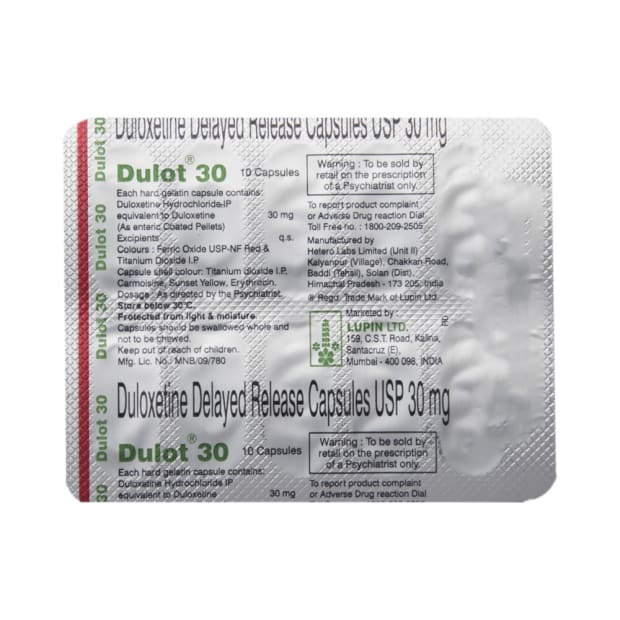 Duloxetine Delayed Release Capsules USP 30 mg
Dulot® 30 10 Capsules
Each hard gelatin capsule contains:
Duloxetine Hydrochloride IP
equivalent to Duloxetine 30 mg
(As enteric Coated Pellets)
Excipients q.s.
Colours : Ferric Oxide USP-NF Red &
Titanium Dioxide I.P.
Capsule shell colour: Titanium dioxide I.P,
Carmoisine, Sunset Yellow, Erythrocin.
Dosage : As directed by the Psychiatrist.
Store below 30°C.
Protected from light & moisture.
Capsules should be swallowed whole and
not to be chewed.
Keep out of reach of children.
Mfg. Lic. No.: MNB/09/780
Warning : To be sold by
retail on the prescription
of a Psychiatrist only.
To report product complaint
or Adverse Drug reaction Dial
Toll Free no. : 1800-209-2505
Manufactured by
Hetero Labs Limited (Unit II)
Kalyanpur (Village), Chakkan Road,
Baddi (Tehsil), Solan (Dist),
Himachal Pradesh - 173 205, India
® Regd. Trade Mark of Lupin Ltd.
Marketed by :
LUPIN LTD.
159, C.S.T. Road, Kalina,
Santacruz (E),
Mumbai - 400 098, INDIA
Duloxetine Delayed Release Capsules USP 30 mg
Dulot® 30 10 Capsules
Each hard gelatin capsule contains:
Duloxatine Hydrochloride IP
equivalent to Duloxetine 30 mg
Warning : To be sold by
retail on the prescription
of a Psychiatrist only.
To report product complaint
or Adverse Drug reaction Dial
Dulot 30
Dulot 30
Dulot 30
Dulot 30
30